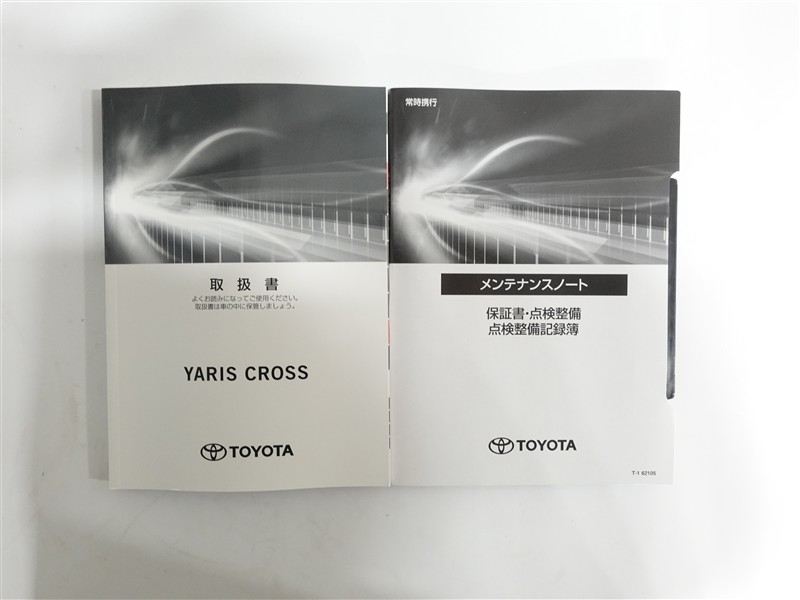 取扱書
よくお読みになってご使用ください。
取扱書は車の中に保管しましょう。
YARIS CROSS
TOYOTA
常時携行
メンテナンスノート
保証書・点検整備
点検整備記録簿
TOYOTA
T-1 62105